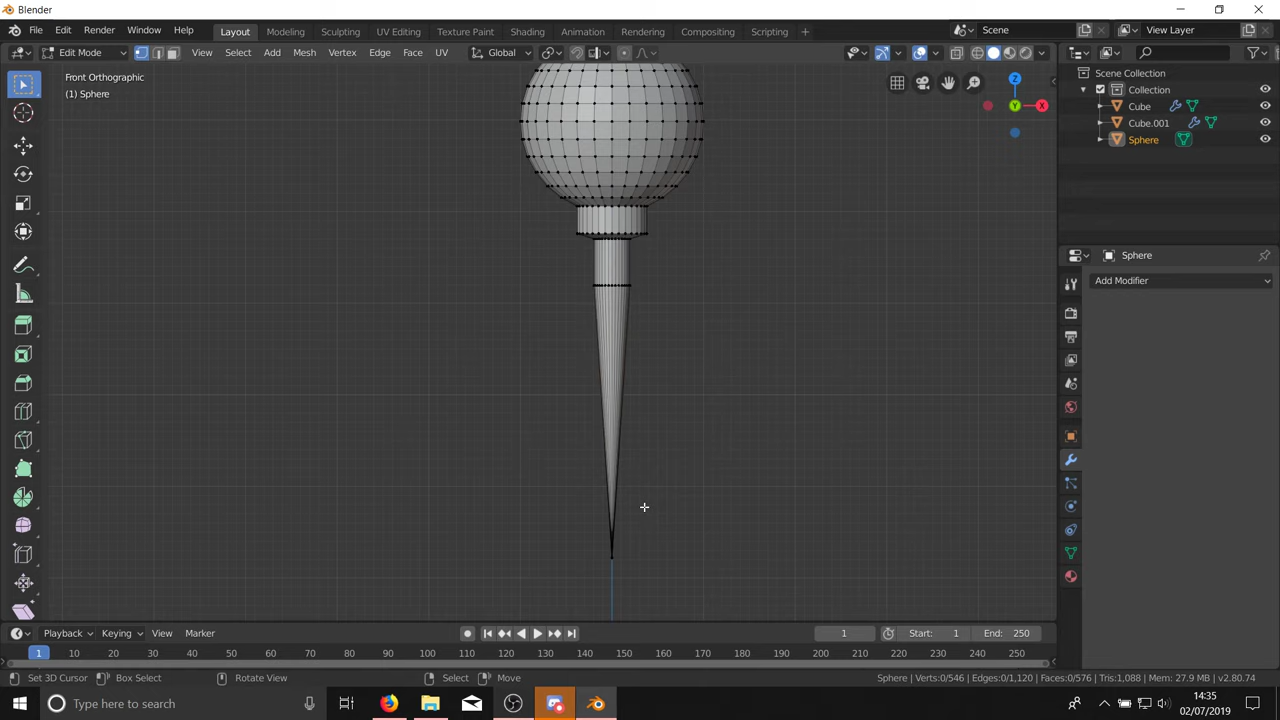 Blender
File Edit Render Window Help
Layout Modeling Sculpting UV Editing Texture Paint Shading Animation Rendering Compositing Scripting +
Scene
View Layer
Edit Mode View Select Add Mesh Vertex Edge Face UV
Global
Front Orthographic
(1) Sphere
Z
Y
X
Scene Collection
Collection
Cube
Cube.001
Sphere
Sphere
Add Modifier
Playback Keying View Marker
1
Start: 1
End: 250
1 10 20 30 40 50 60 70 80 90 100 110 120 130 140 150 160 170 180 190 200 210 220 230 240 250
Set 3D Cursor Box Select Rotate View Select Move
Sphere | Verts:0/546 | Edges:0/1,120 | Faces:0/576 | Tris:1,088 | Mem: 27.9 MB | v2.80.74
Type here to search
14:35
02/07/2019